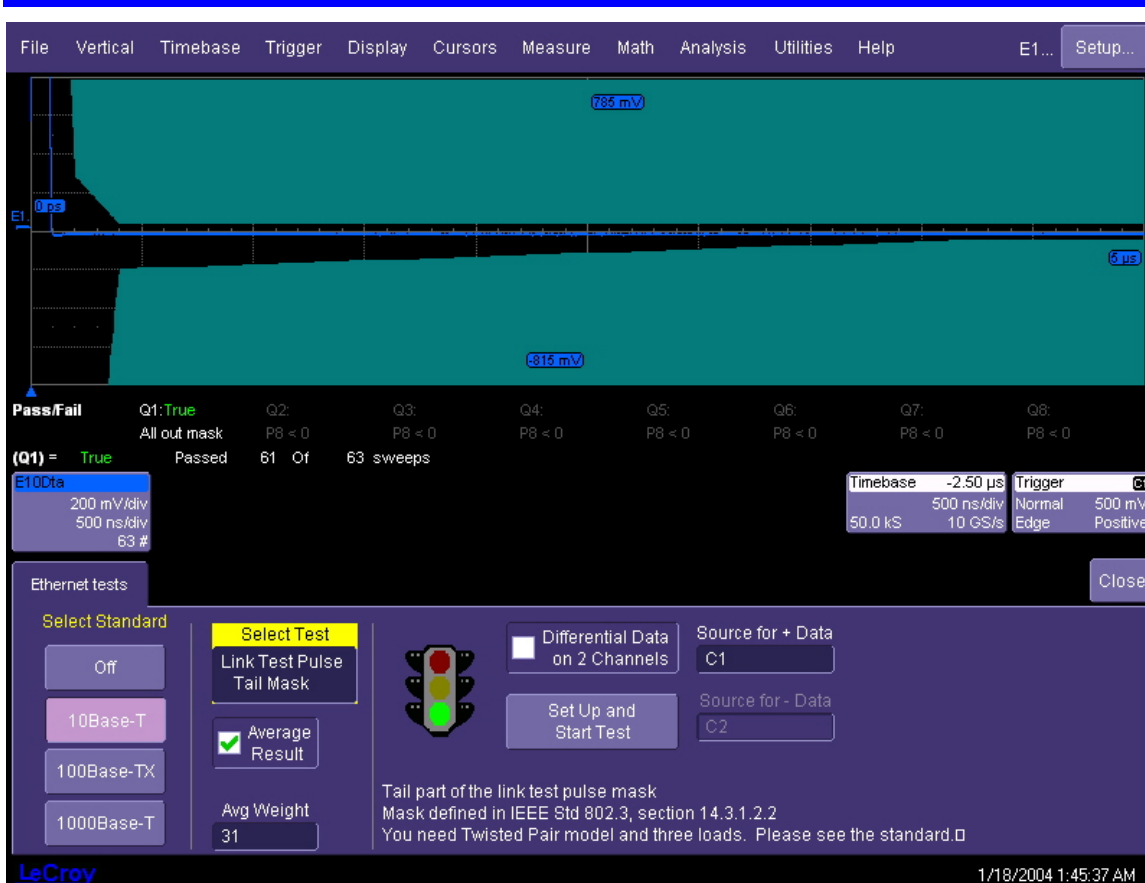 File Vertical Timebase Trigger Display Cursors Measure Math Analysis Utilities Help E1... Setup...
785 mV
0 ps
E1.
5 µs
-815 mV
Pass/Fail Q1:True Q2: Q3: Q4: Q5: Q6: Q7: Q8:
All out mask P8 < 0 P8 < 0 P8 < 0 P8 < 0 P8 < 0 P8 < 0 P8 < 0
(Q1) = True Passed 61 Of 63 sweeps
E10Dta
200 mV/div
500 ns/div
63 #
Timebase -2.50 µs
500 ns/div
50.0 kS 10 GS/s
Trigger C1
Normal 500 mV
Edge Positive
Ethernet tests
Close
Select Standard
Off
10Base-T
100Base-TX
1000Base-T
Select Test
Link Test Pulse
Tail Mask
Average
Result
Avg Weight
31
Differential Data
on 2 Channels
Set Up and
Start Test
Source for + Data
C1
Source for - Data
C2
Tail part of the link test pulse mask
Mask defined in IEEE Std 802.3, section 14.3.1.2.2
You need Twisted Pair model and three loads. Please see the standard.
LeCroy
1/18/2004 1:45:37 AM